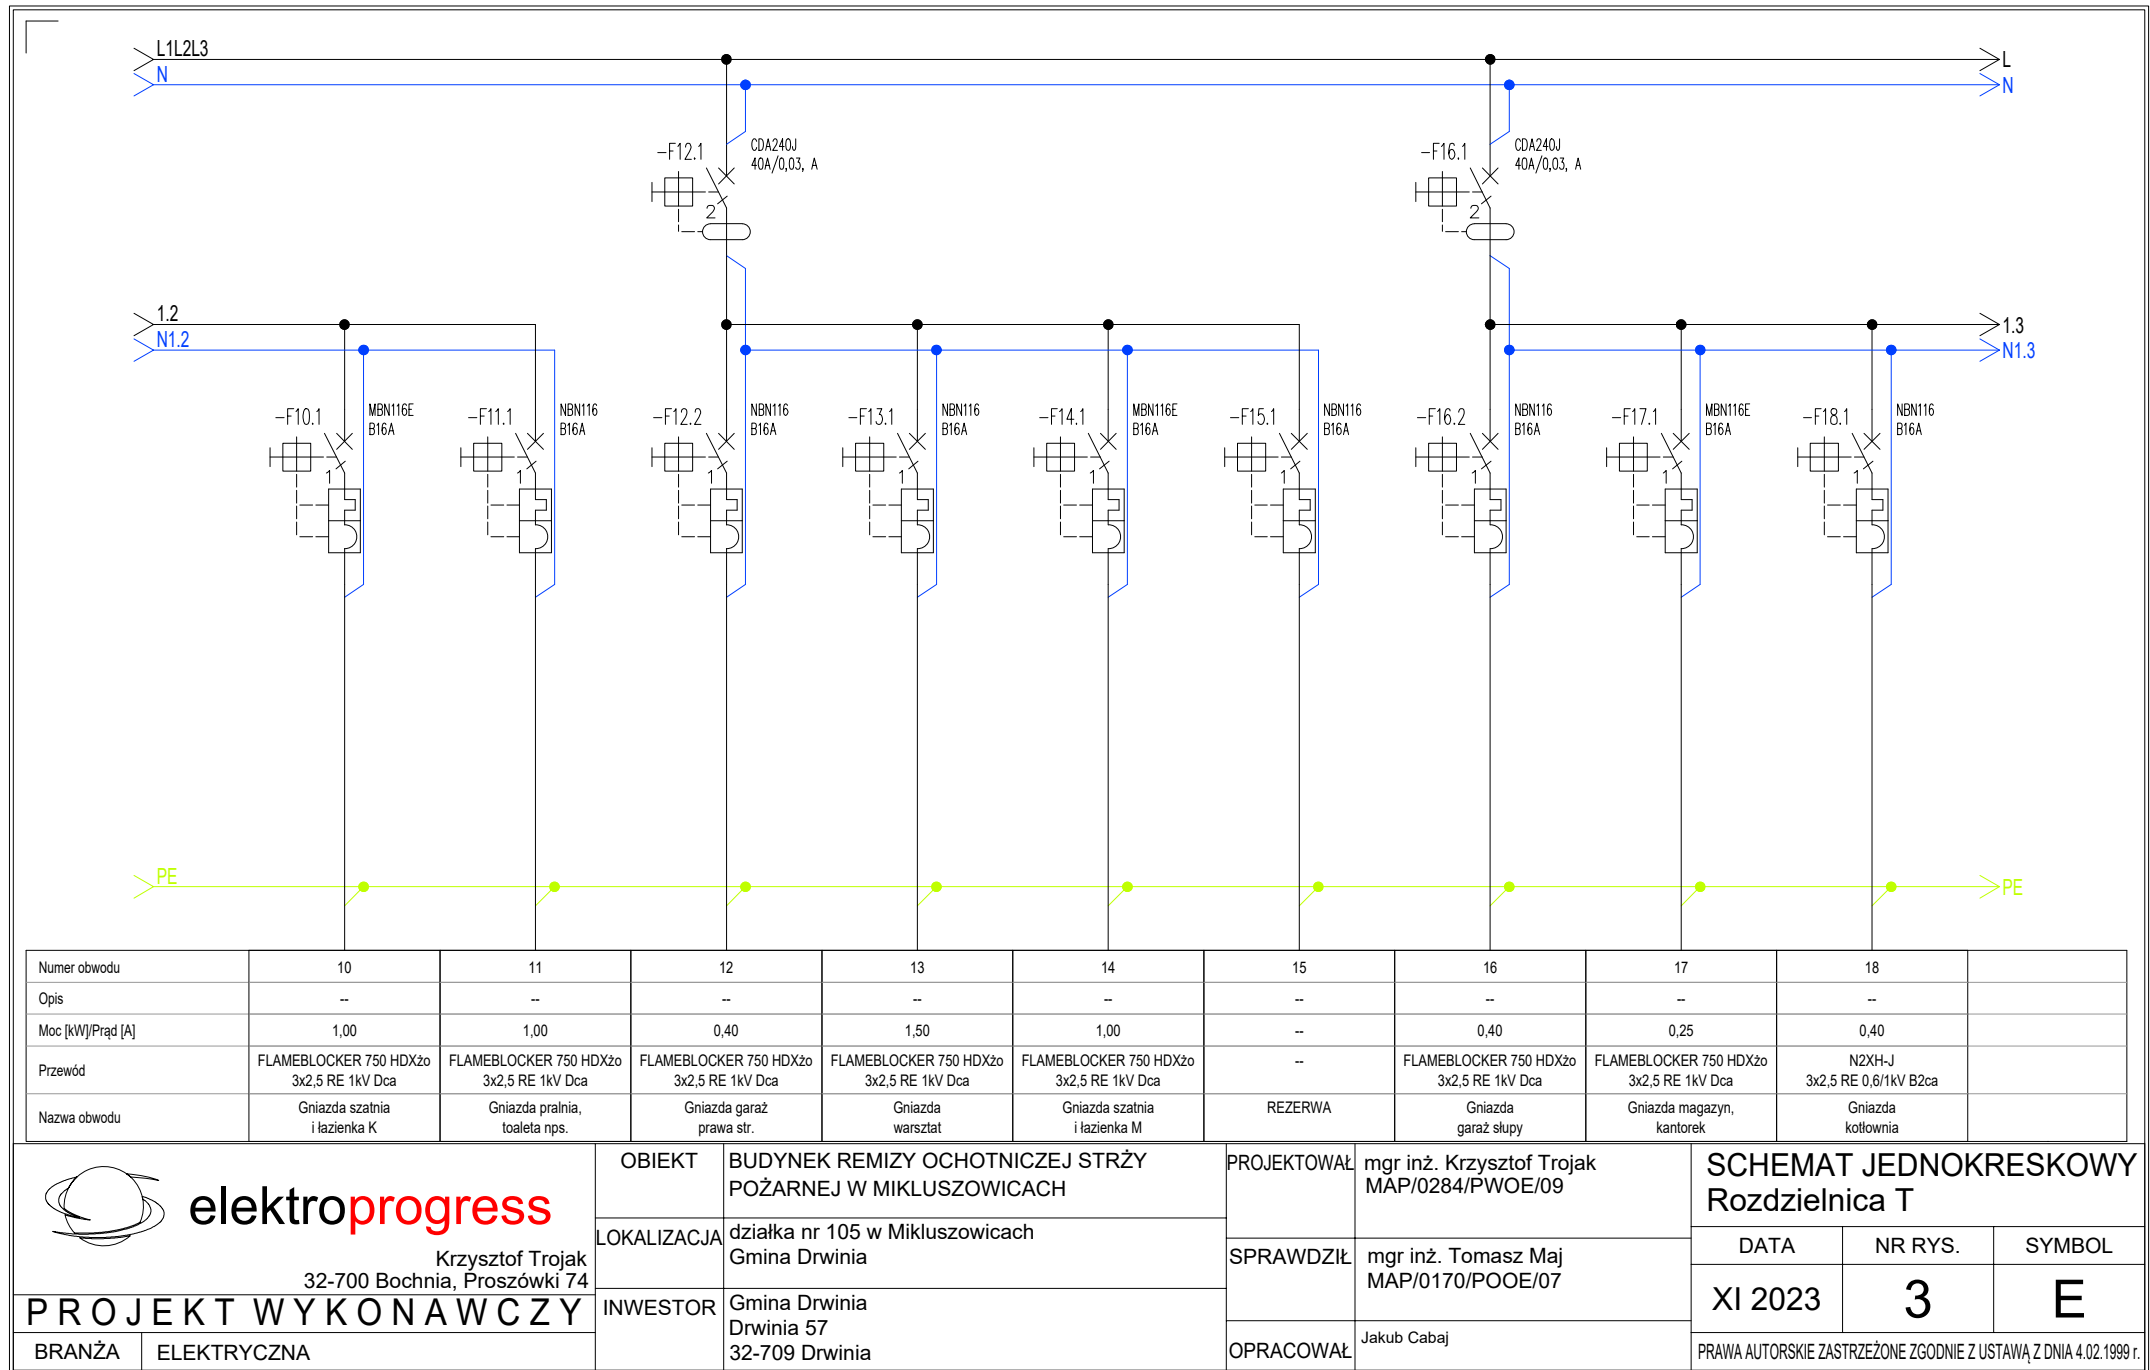 L1L2L3
N
L
N
-F12.1
CDA240J
40A/0,03, A
2
-F16.1
CDA240J
40A/0,03, A
2
1.2
N1.2
1.3
N1.3
-F10.1
MBN116E
B16A
1
-F11.1
NBN116
B16A
1
-F12.2
NBN116
B16A
1
-F13.1
NBN116
B16A
1
-F14.1
MBN116E
B16A
1
-F15.1
NBN116
B16A
1
-F16.2
NBN116
B16A
1
-F17.1
MBN116E
B16A
1
-F18.1
NBN116
B16A
1
PE
PE
Numer obwodu 10 11 12 13 14 15 16 17 18
Opis -- -- -- -- -- -- -- -- --
Moc [kW]/Prąd [A] 1,00 1,00 0,40 1,50 1,00 -- 0,40 0,25 0,40
Przewód
FLAMEBLOCKER 750 HDXżo
3x2,5 RE 1kV Dca
FLAMEBLOCKER 750 HDXżo
3x2,5 RE 1kV Dca
FLAMEBLOCKER 750 HDXżo
3x2,5 RE 1kV Dca
FLAMEBLOCKER 750 HDXżo
3x2,5 RE 1kV Dca
FLAMEBLOCKER 750 HDXżo
3x2,5 RE 1kV Dca
--
FLAMEBLOCKER 750 HDXżo
3x2,5 RE 1kV Dca
FLAMEBLOCKER 750 HDXżo
3x2,5 RE 1kV Dca
N2XH-J
3x2,5 RE 0,6/1kV B2ca
Nazwa obwodu
Gniazda szatnia
i łazienka K
Gniazda pralnia,
toaleta nps.
Gniazda garaż
prawa str.
Gniazda
warsztat
Gniazda szatnia
i łazienka M
REZERWA
Gniazda
garaż słupy
Gniazda magazyn,
kantorek
Gniazda
kotłownia
elektroprogress
Krzysztof Trojak
32-700 Bochnia, Proszówki 74
PROJEKT WYKONAWCZY
BRANŻA ELEKTRYCZNA
OBIEKT
BUDYNEK REMIZY OCHOTNICZEJ STRŻY
POŻARNEJ W MIKLUSZOWICACH
LOKALIZACJA
działka nr 105 w Mikluszowicach
Gmina Drwinia
INWESTOR
Gmina Drwinia
Drwinia 57
32-709 Drwinia
PROJEKTOWAŁ
mgr inż. Krzysztof Trojak
MAP/0284/PWOE/09
SPRAWDZIŁ
mgr inż. Tomasz Maj
MAP/0170/POOE/07
OPRACOWAŁ
Jakub Cabaj
SCHEMAT JEDNOKRESKOWY
Rozdzielnica T
DATA NR RYS. SYMBOL
XI 2023 3 E
PRAWA AUTORSKIE ZASTRZEŻONE ZGODNIE Z USTAWĄ Z DNIA 4.02.1999 r.